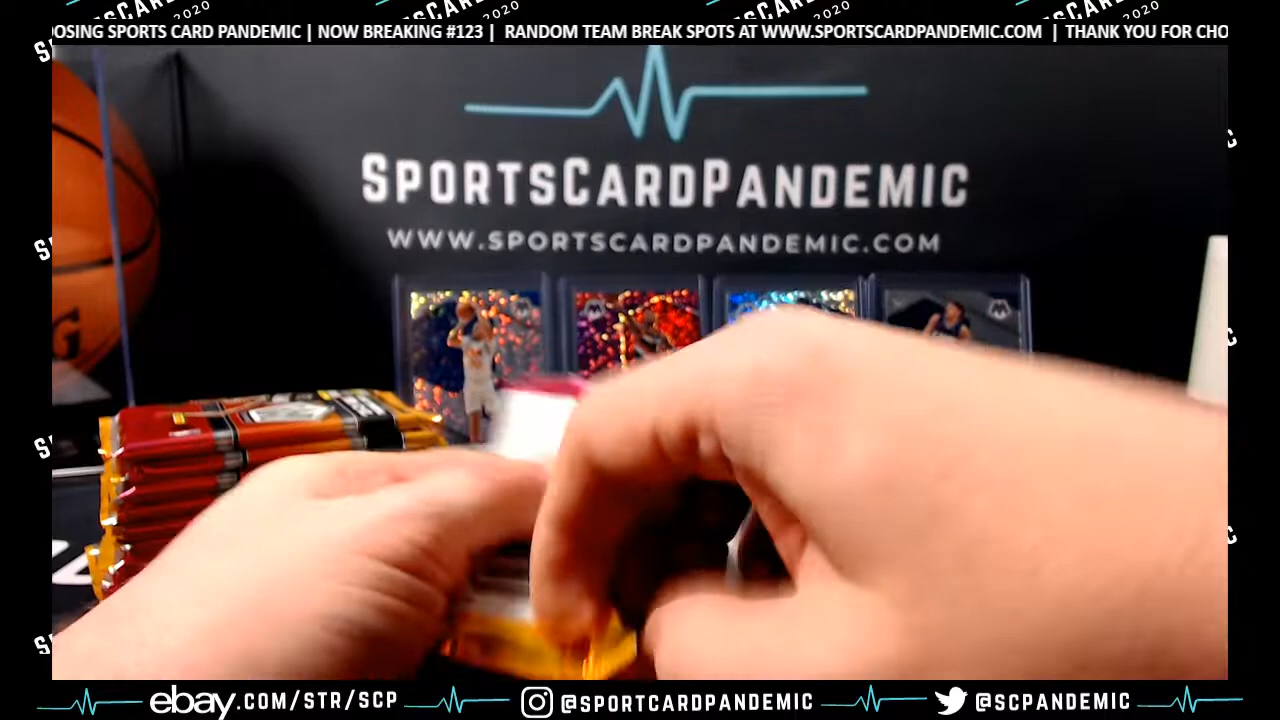 OSING SPORTS CARD PANDEMIC | NOW BREAKING #123 | RANDOM TEAM BREAK SPOTS AT WWW.SPORTSCARDPANDEMIC.COM | THANK YOU FOR CHO
SPORTSCARDPANDEMIC
WWW.SPORTSCARDPANDEMIC.COM
ebay.COM/STR/SCP
@SPORTCARDPANDEMIC
@SCPANDEMIC